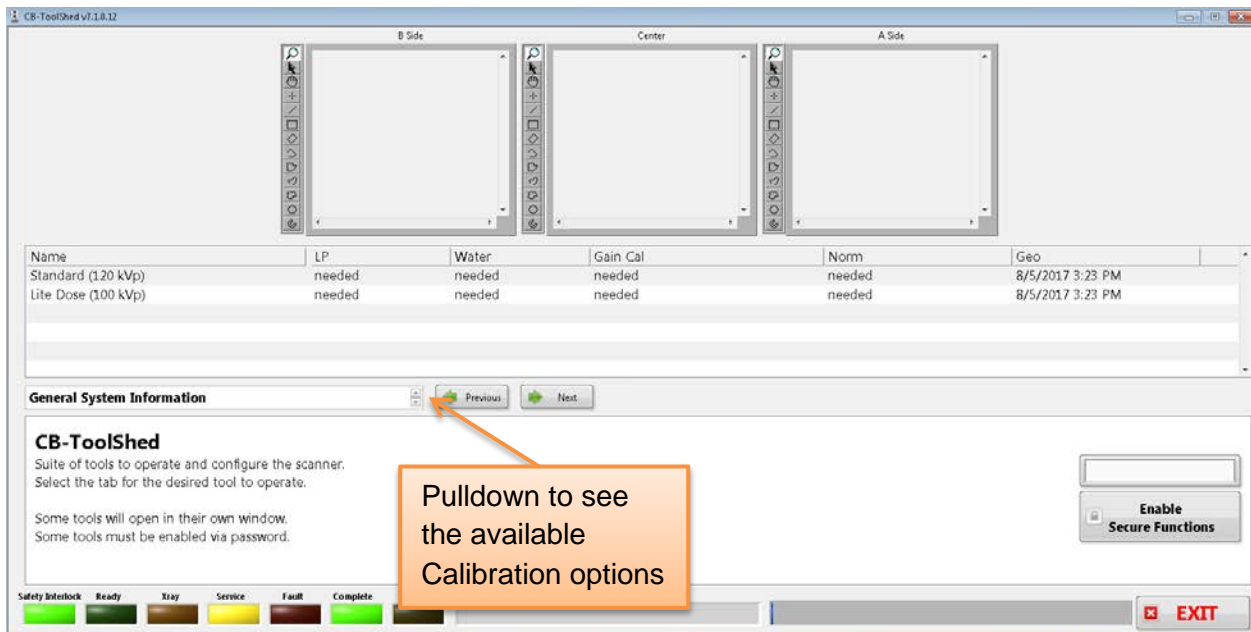 CB-ToolShed v7.1.0.12
B Side
Center
A Side
Name LP Water Gain Cal Norm Geo
Standard (120 kVp) needed needed needed needed 8/5/2017 3:23 PM
Lite Dose (100 kVp) needed needed needed needed 8/5/2017 3:23 PM
General System Information
Previous
Next
CB-ToolShed
Suite of tools to operate and configure the scanner.
Select the tab for the desired tool to operate.
Some tools will open in their own window.
Some tools must be enabled via password.
Pulldown to see
the available
Calibration options
Enable
Secure Functions
Safety Interlock Ready Xray Service Fault Complete
EXIT